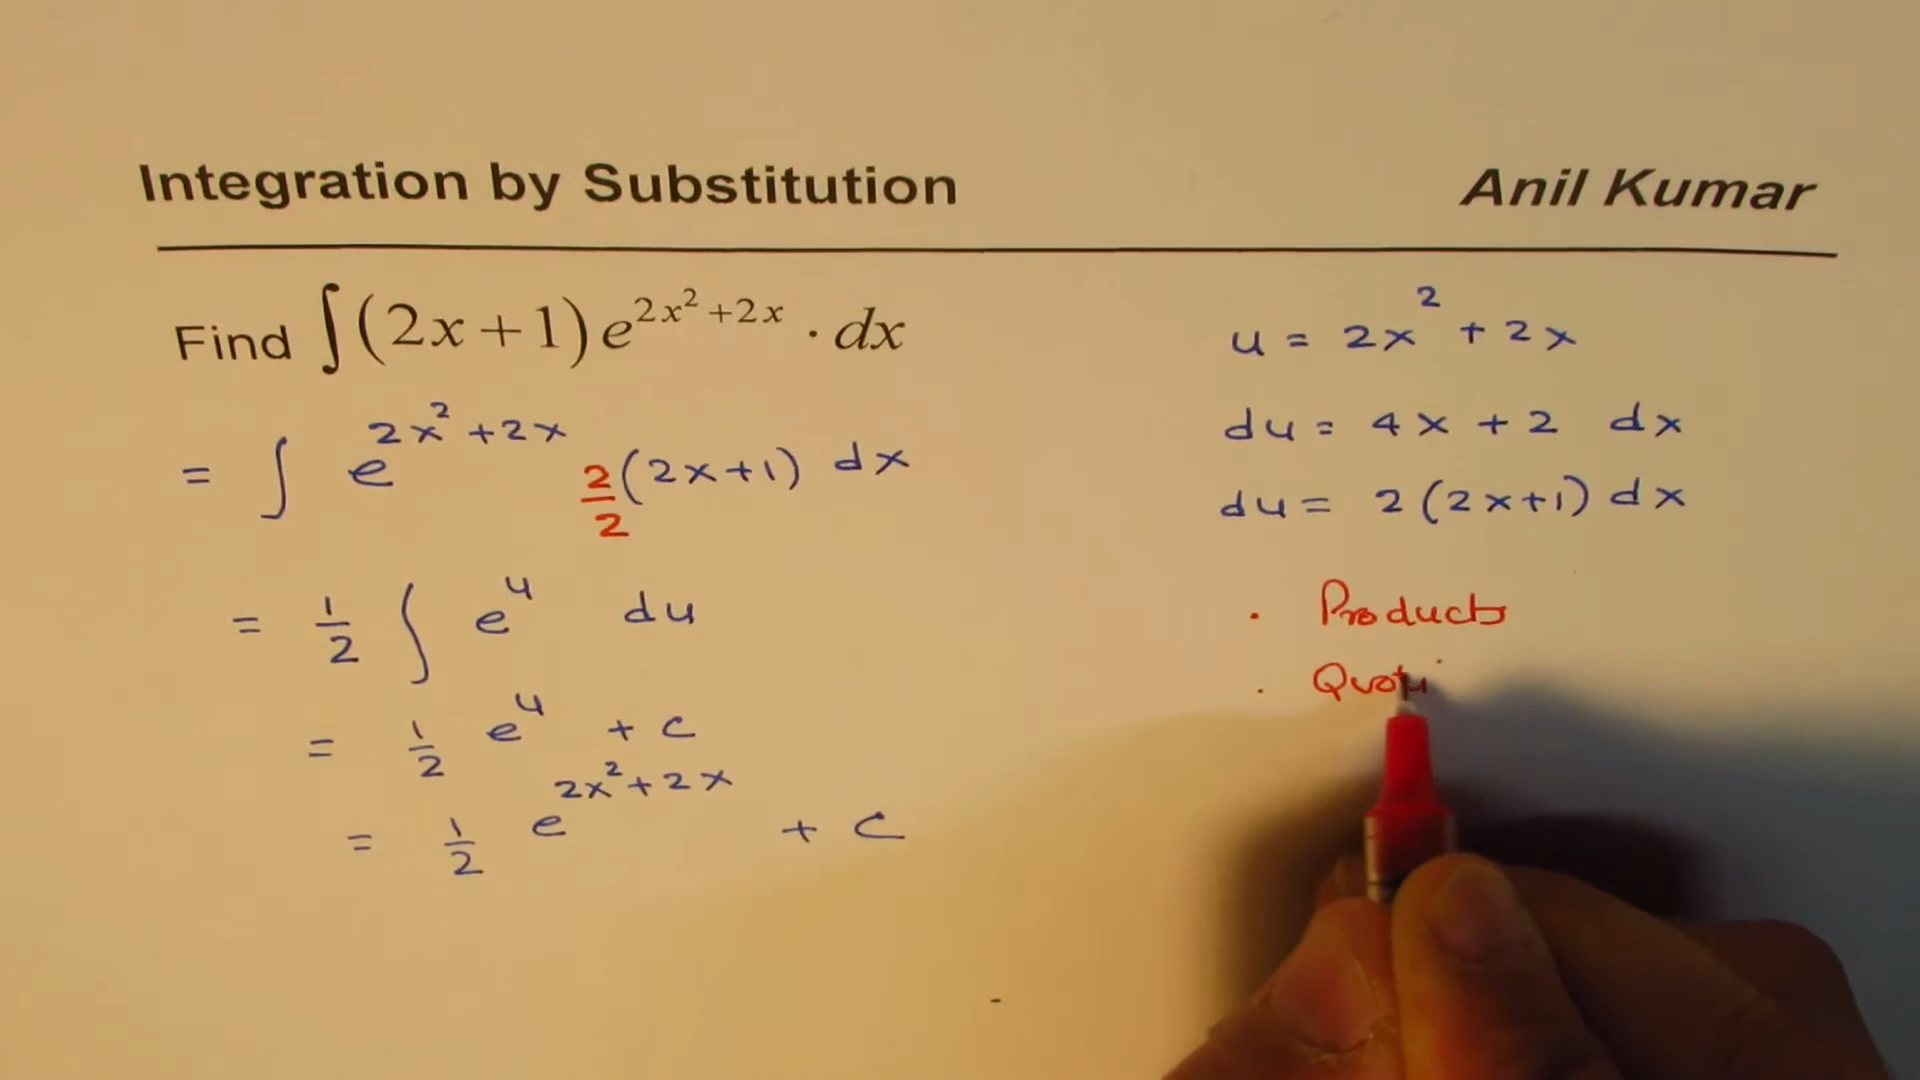 Integration by Substitution
Anil Kumar
Find ∫(2x+1)e^{2x²+2x} · dx
= ∫ e^{2x²+2x} 2/2 (2x+1) dx
= 1/2 ∫ e^u du
= 1/2 e^u + c
= 1/2 e^{2x²+2x} + c
u = 2x² + 2x
du = 4x + 2 dx
du = 2(2x+1) dx
· Products
· Quoti